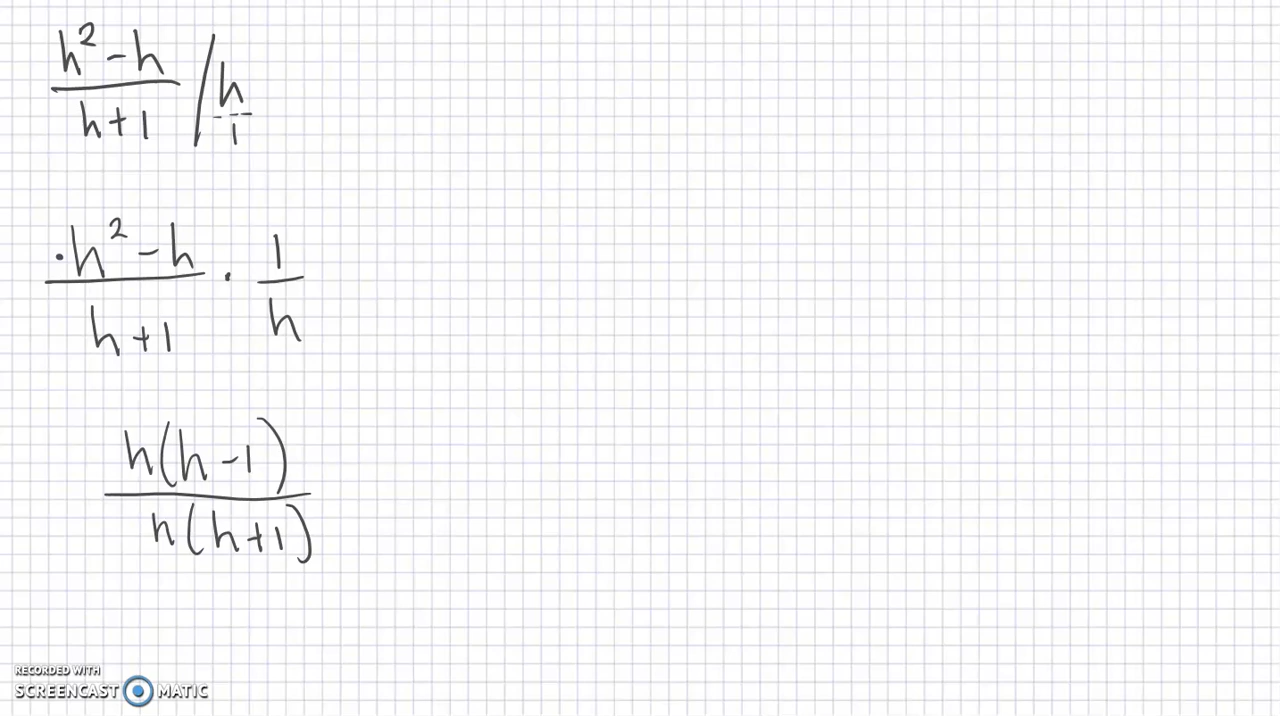 h² - h
h + 1 / h
1
· h² - h
h + 1 · 1
h
h(h - 1)
h(h + 1)
RECORDED WITH
SCREENCAST MATIC